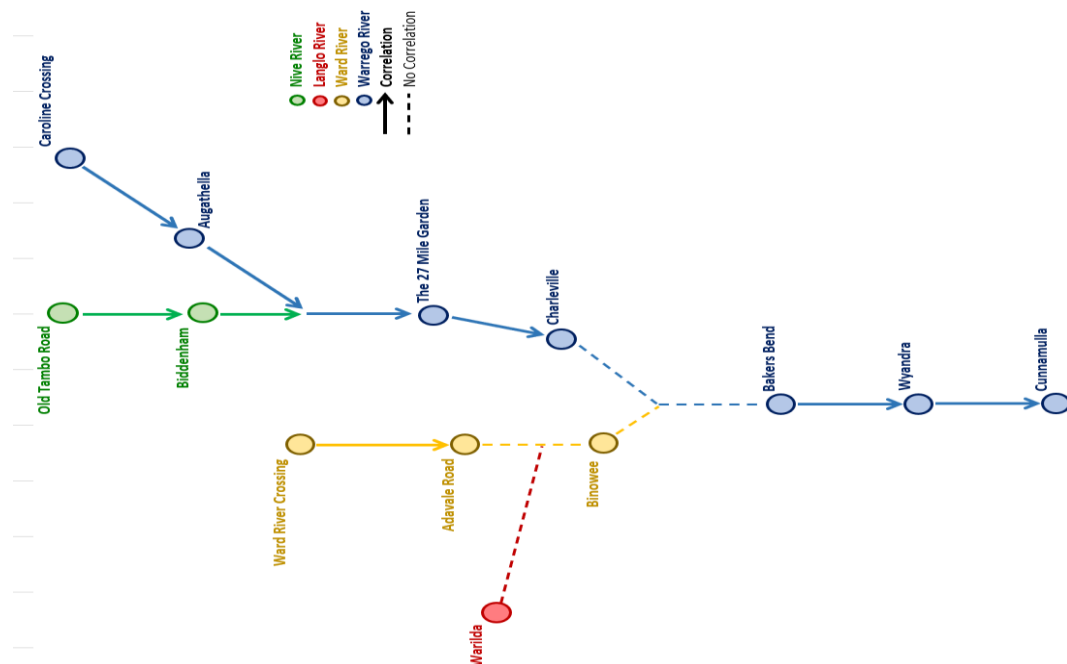 Caroline Crossing
Augathella
Old Tambo Road
Biddenham
The 27 Mile Garden
Charleville
Ward River Crossing
Adavale Road
Binowee
Warilda
Bakers Bend
Wyandra
Cunnamulla
Nive River
Langlo River
Ward River
Warrego River
Correlation
No Correlation